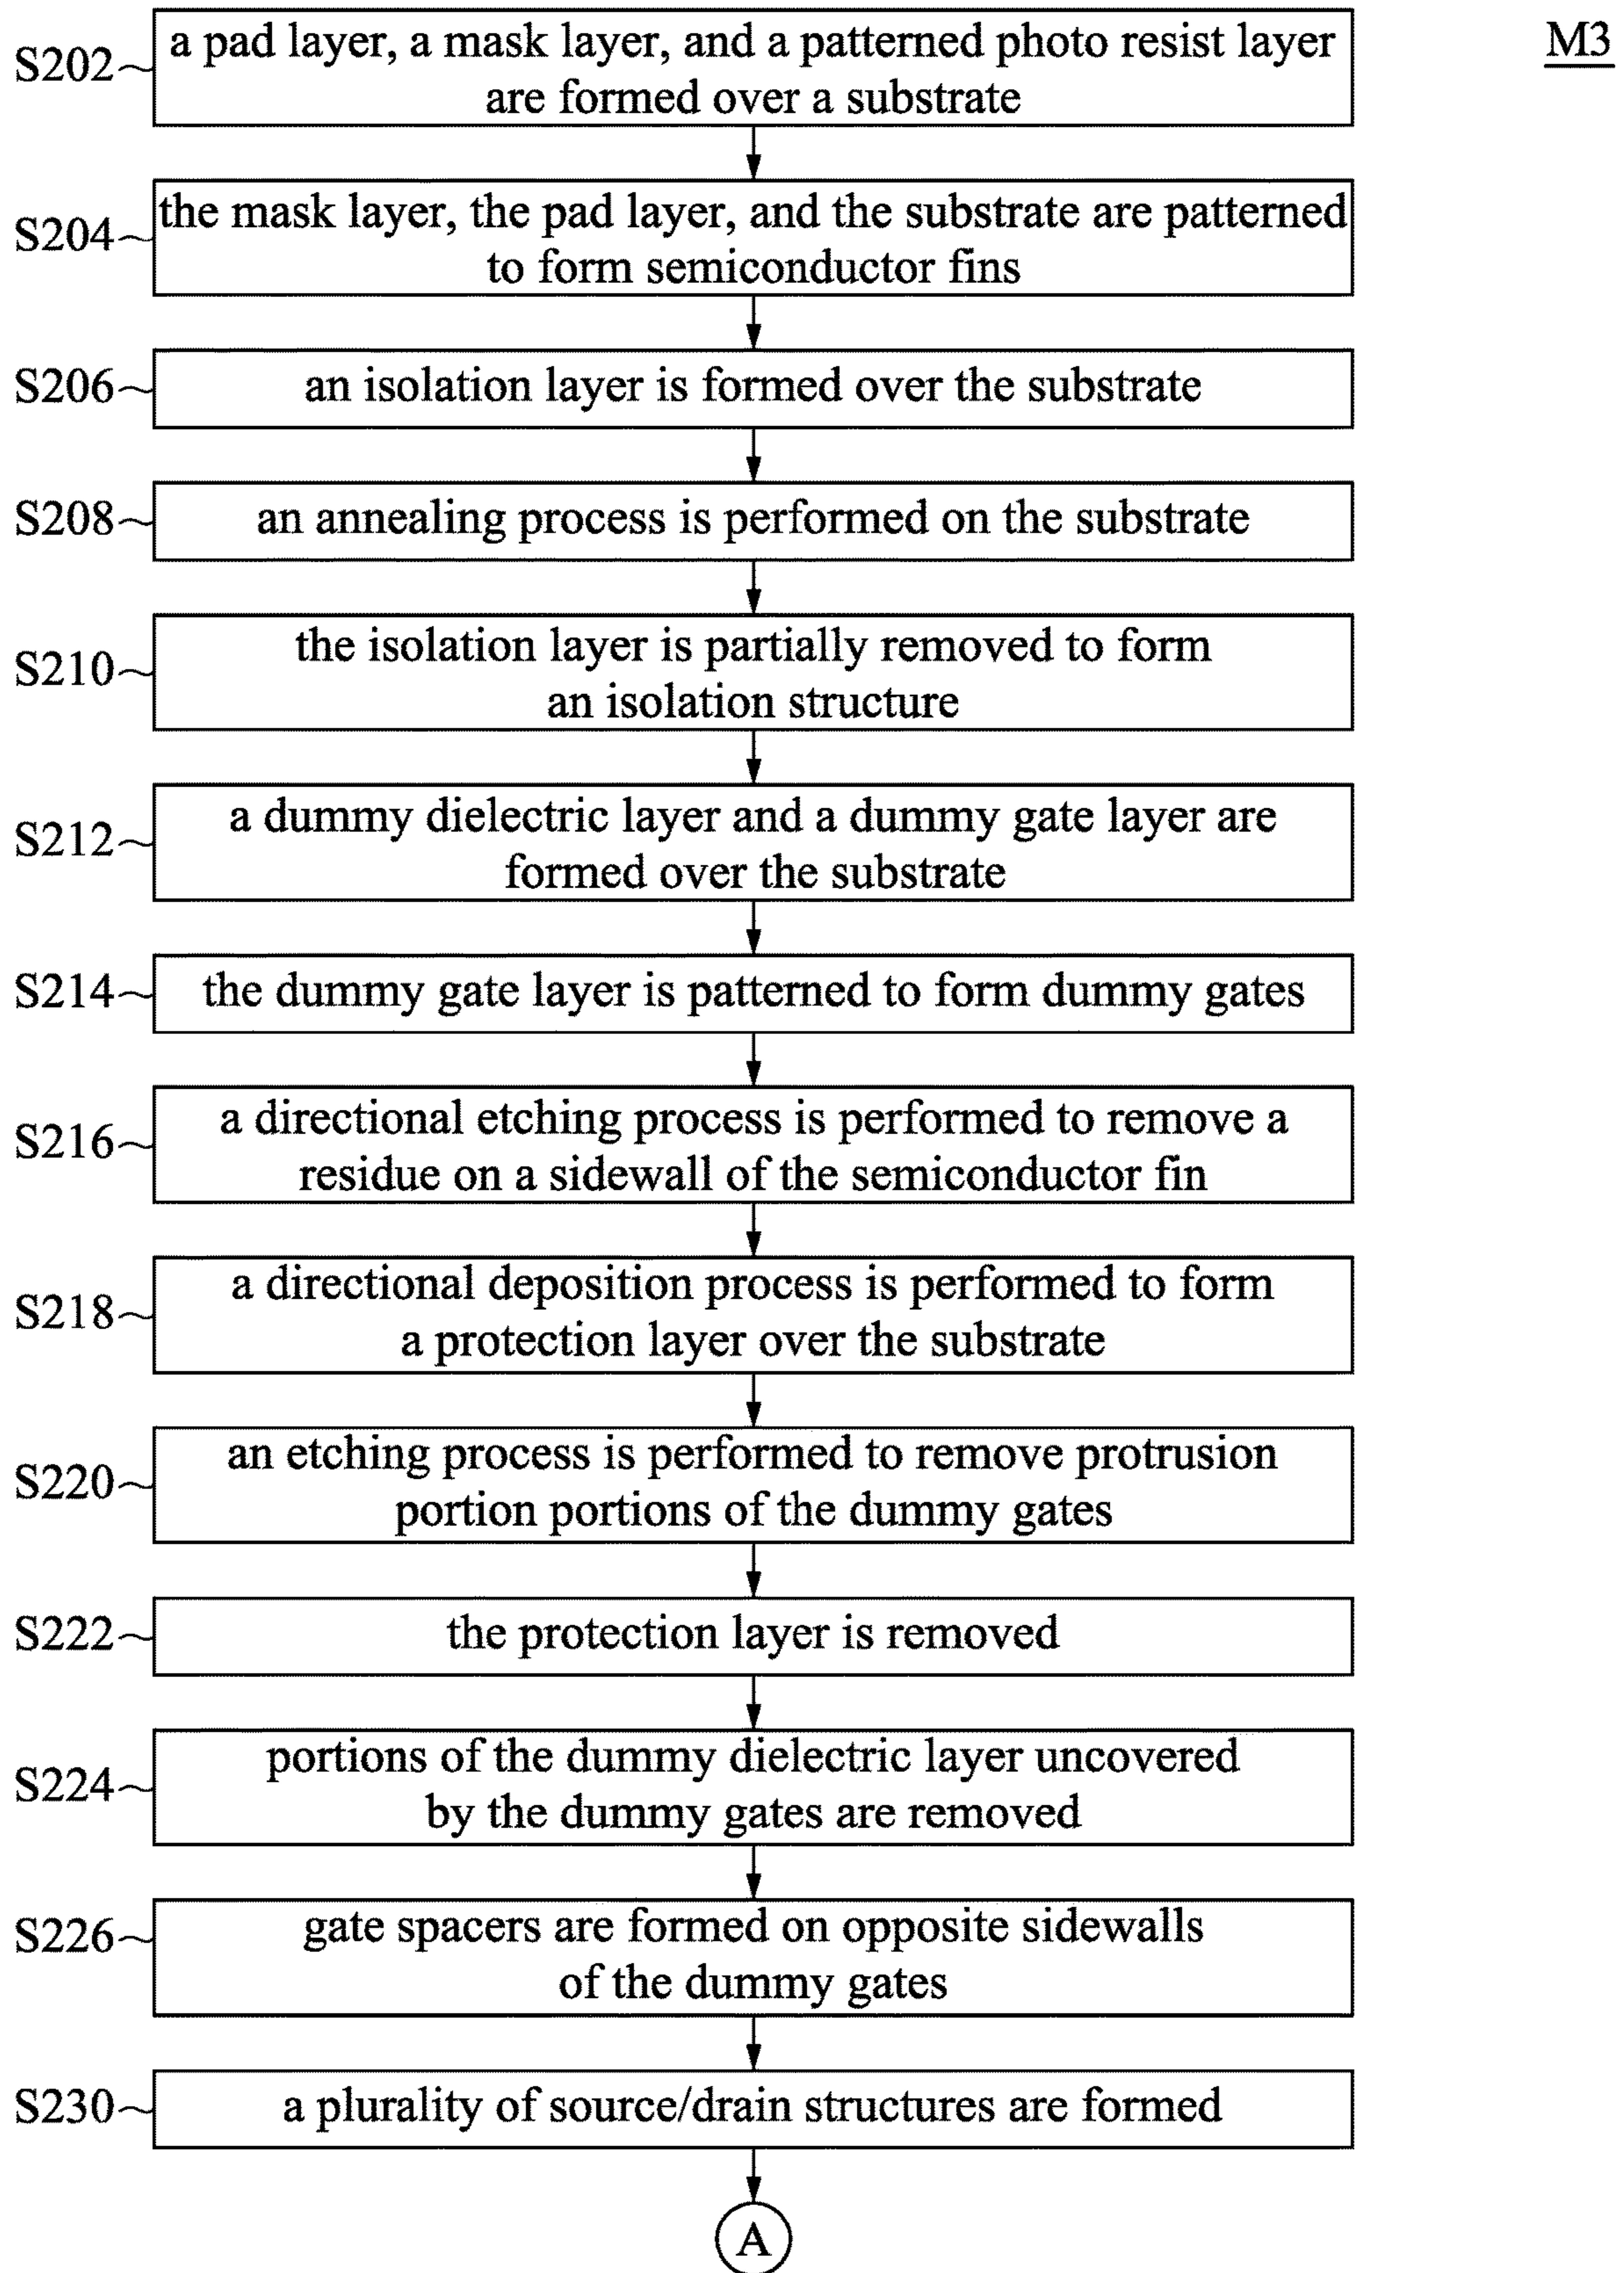 M3
S202
a pad layer, a mask layer, and a patterned photo resist layer
are formed over a substrate
S204
the mask layer, the pad layer, and the substrate are patterned
to form semiconductor fins
S206
an isolation layer is formed over the substrate
S208
an annealing process is performed on the substrate
S210
the isolation layer is partially removed to form
an isolation structure
S212
a dummy dielectric layer and a dummy gate layer are
formed over the substrate
S214
the dummy gate layer is patterned to form dummy gates
S216
a directional etching process is performed to remove a
residue on a sidewall of the semiconductor fin
S218
a directional deposition process is performed to form
a protection layer over the substrate
S220
an etching process is performed to remove protrusion
portion portions of the dummy gates
S222
the protection layer is removed
S224
portions of the dummy dielectric layer uncovered
by the dummy gates are removed
S226
gate spacers are formed on opposite sidewalls
of the dummy gates
S230
a plurality of source/drain structures are formed
A